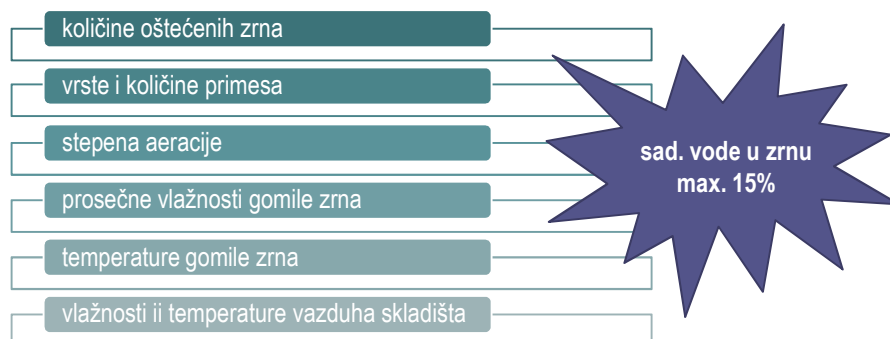 količine oštećenih zrna
vrste i količine primesa
stepena aeracije
prosečne vlažnosti gomile zrna
temperature gomile zrna
vlažnosti ii temperature vazduha skladišta
sad. vode u zrnu
max. 15%